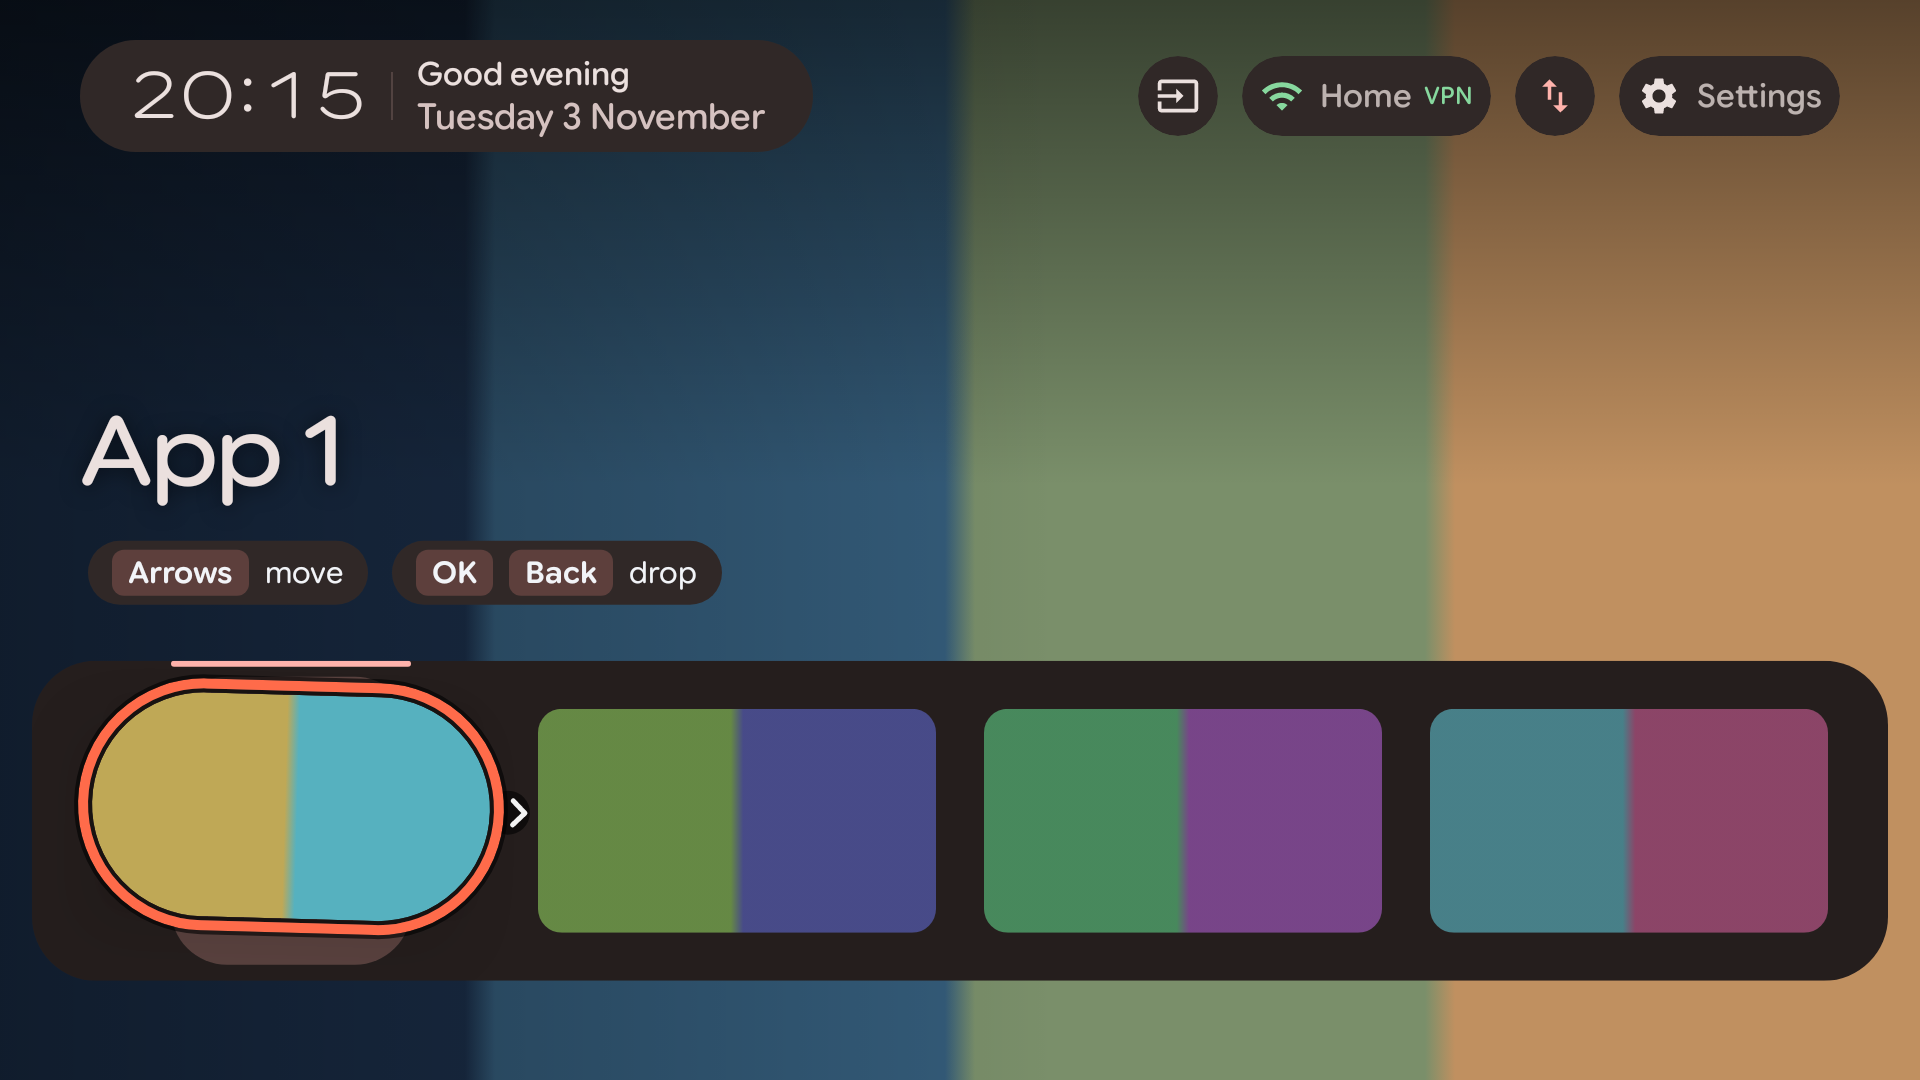 20:15
Good evening
Tuesday 3 November
Home VPN
Settings
App 1
Arrows move
OK Back drop